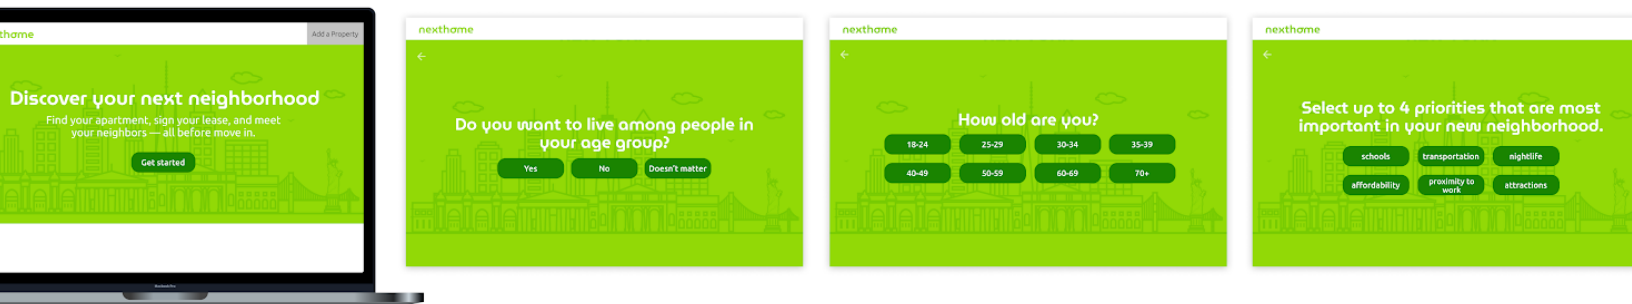 thome
Add a Property
Discover your next neighborhood
Find your apartment, sign your lease, and meet
your neighbors — all before move in.
Get started
nexthome
Do you want to live among people in
your age group?
Yes
No
Doesn't matter
nexthome
How old are you?
18-24
25-29
30-34
35-39
40-49
50-59
60-69
70+
nexthome
Select up to 4 priorities that are most
important in your new neighborhood.
schools
transportation
nightlife
affordability
proximity to
work
attractions